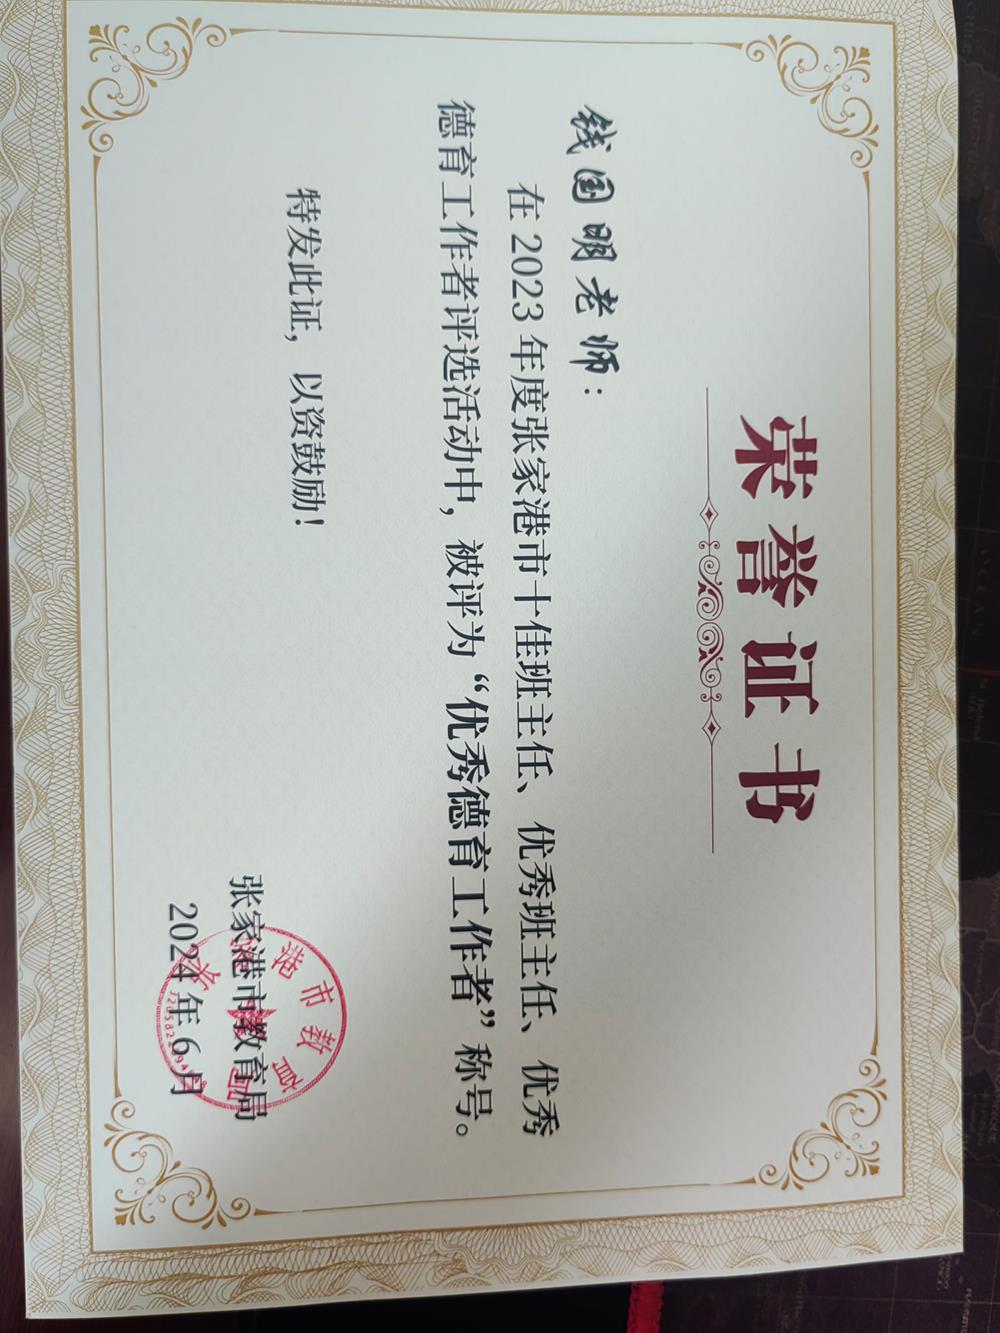 荣誉证书
钱国明老师：
在2023年度张家港市十佳班主任、优秀班主任、优秀
德育工作者评选活动中，被评为“优秀德育工作者”称号。
特发此证，以资鼓励！
张家港市教育局
2024年6月